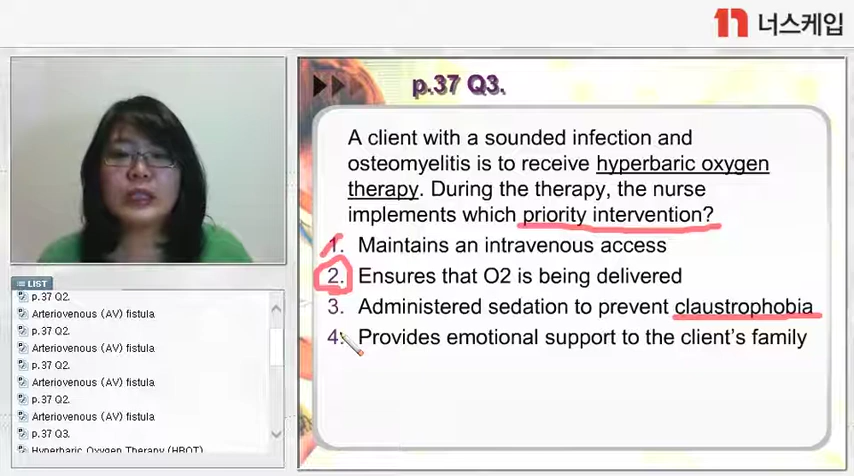 너스케입
p.37 Q3.
A client with a sounded infection and
osteomyelitis is to receive hyperbaric oxygen
therapy. During the therapy, the nurse
implements which priority intervention?
1. Maintains an intravenous access
2. Ensures that O2 is being delivered
3. Administered sedation to prevent claustrophobia
4. Provides emotional support to the client's family
LIST
p.37 Q2.
Arteriovenous (AV) fistula
p.37 Q2.
Arteriovenous (AV) fistula
p.37 Q2.
Arteriovenous (AV) fistula
p.37 Q2.
Arteriovenous (AV) fistula
p.37 Q3.
Hyperbaric Oxygen Therapy (HBOT)